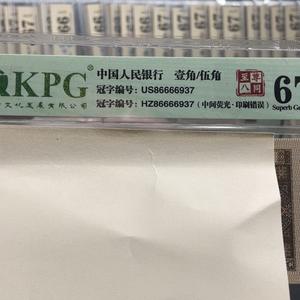 KPG
文化发展有限公司
中国人民银行 壹角/伍角
冠字编号：US86666937
冠字编号：HZ86666937（中间荧光·印刷错误）
至尊
八同
67
Superb Ge